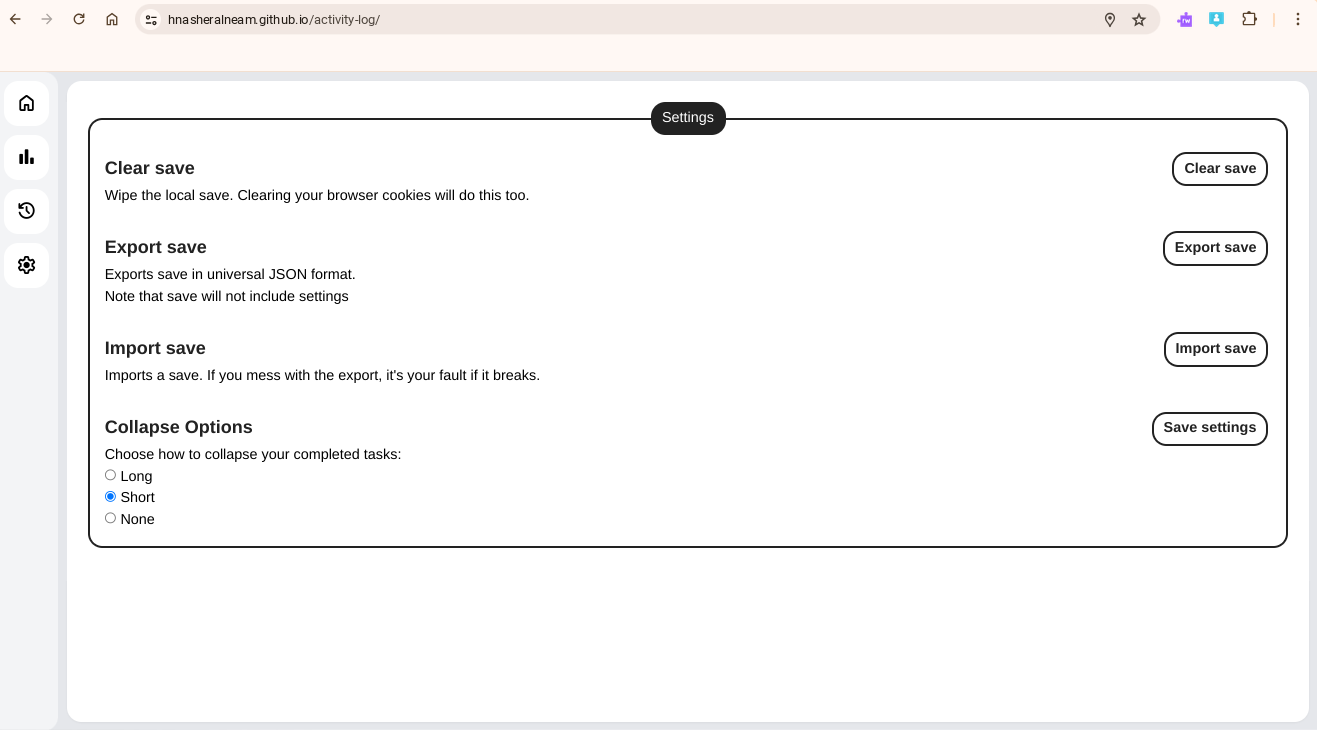 hnasheralneam.github.io/activity-log/
Settings
Clear save
Clear save
Wipe the local save. Clearing your browser cookies will do this too.
Export save
Export save
Exports save in universal JSON format.
Note that save will not include settings
Import save
Import save
Imports a save. If you mess with the export, it's your fault if it breaks.
Collapse Options
Save settings
Choose how to collapse your completed tasks:
Long
Short
None